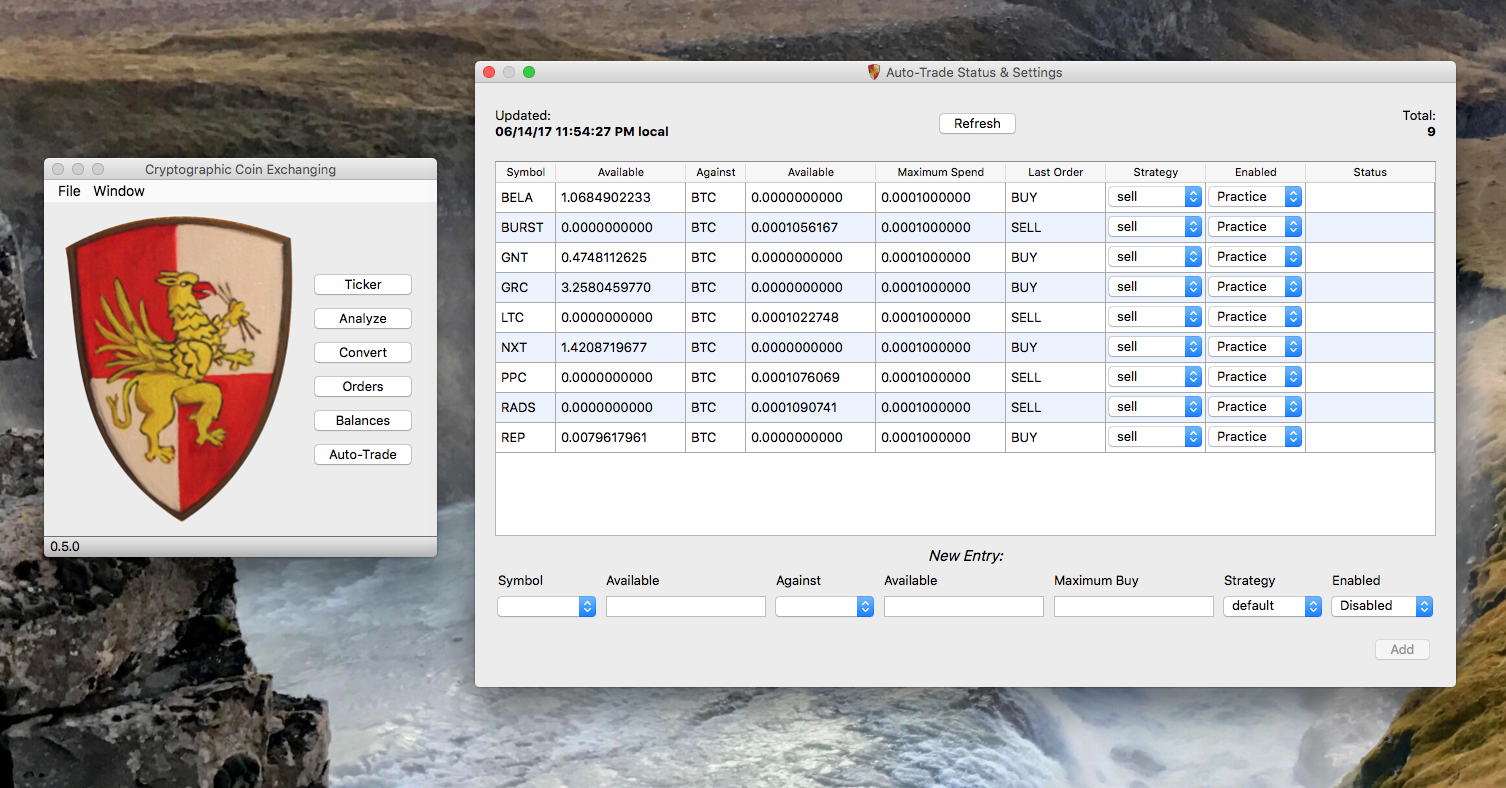 Cryptographic Coin Exchanging
File Window
Ticker
Analyze
Convert
Orders
Balances
Auto-Trade
0.5.0
Auto-Trade Status & Settings
Updated:
06/14/17 11:54:27 PM local
Refresh
Total:
9
Symbol Available Against Available Maximum Spend Last Order Strategy Enabled Status
BELA 1.0684902233 BTC 0.0000000000 0.0001000000 BUY sell Practice
BURST 0.0000000000 BTC 0.0001056167 0.0001000000 SELL sell Practice
GNT 0.4748112625 BTC 0.0000000000 0.0001000000 BUY sell Practice
GRC 3.2580459770 BTC 0.0000000000 0.0001000000 BUY sell Practice
LTC 0.0000000000 BTC 0.0001022748 0.0001000000 SELL sell Practice
NXT 1.4208719677 BTC 0.0000000000 0.0001000000 BUY sell Practice
PPC 0.0000000000 BTC 0.0001076069 0.0001000000 SELL sell Practice
RADS 0.0000000000 BTC 0.0001090741 0.0001000000 SELL sell Practice
REP 0.0079617961 BTC 0.0000000000 0.0001000000 BUY sell Practice
New Entry:
Symbol Available Against Available Maximum Buy Strategy Enabled
default Disabled
Add